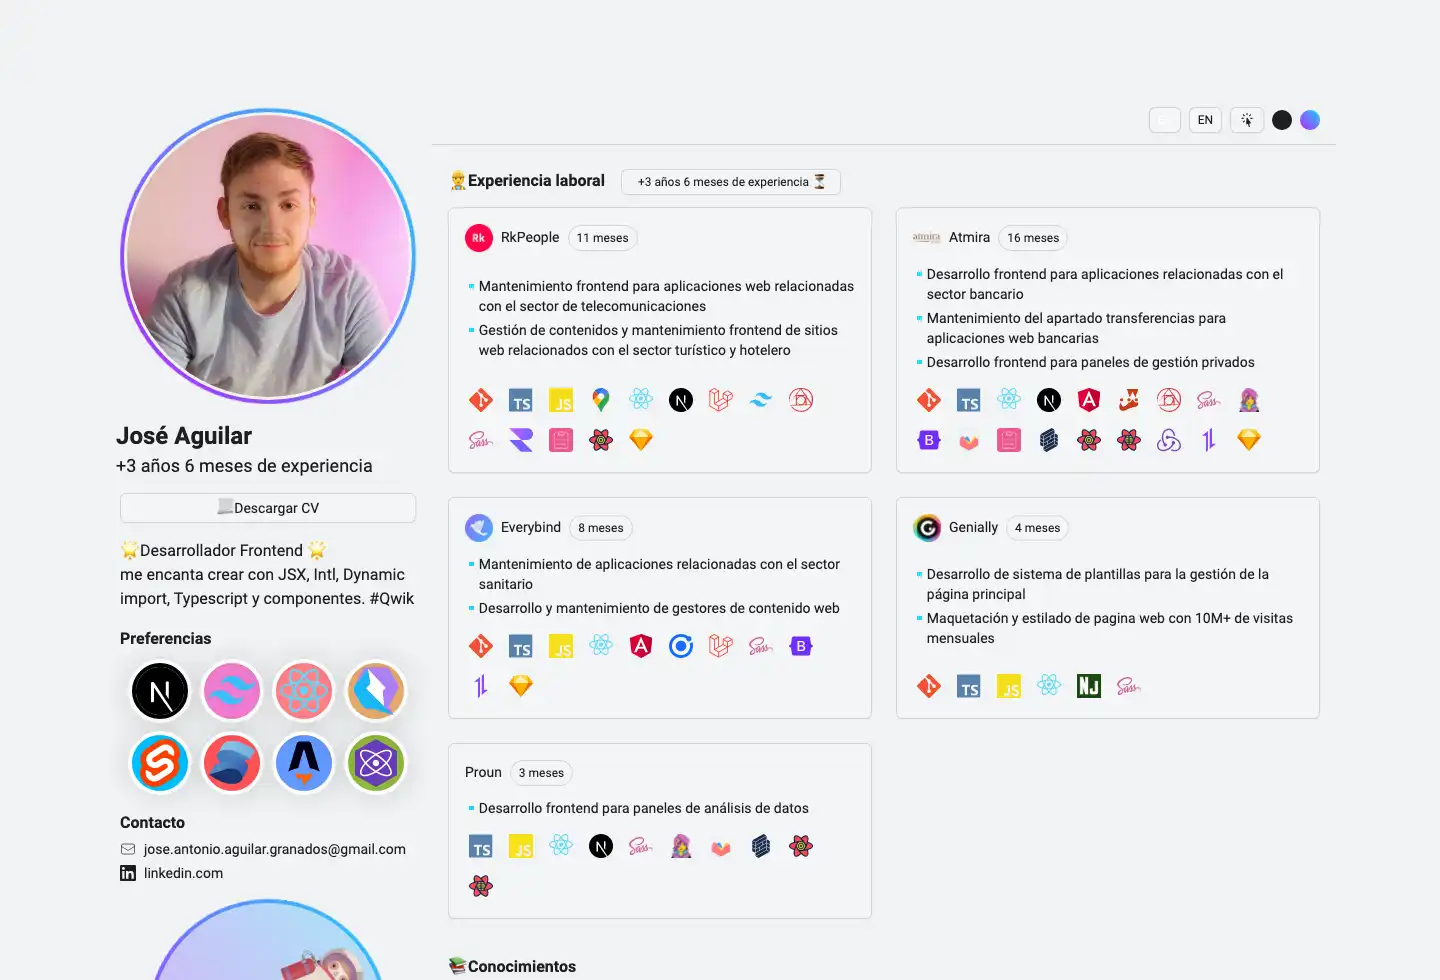 EN
Experiencia laboral
+3 años 6 meses de experiencia
Rk
RkPeople
11 meses
Mantenimiento frontend para aplicaciones web relacionadas
con el sector de telecomunicaciones
Gestión de contenidos y mantenimiento frontend de sitios
web relacionados con el sector turístico y hotelero
TS
JS
N
Sass
atmira
Atmira
16 meses
Desarrollo frontend para aplicaciones relacionadas con el
sector bancario
Mantenimiento del apartado transferencias para
aplicaciones web bancarias
Desarrollo frontend para paneles de gestión privados
TS
N
A
Sass
B
José Aguilar
+3 años 6 meses de experiencia
Descargar CV
Desarrollador Frontend
me encanta crear con JSX, Intl, Dynamic
import, Typescript y componentes. #Qwik
Preferencias
N
Contacto
jose.antonio.aguilar.granados@gmail.com
in
linkedin.com
Everybind
8 meses
Mantenimiento de aplicaciones relacionadas con el sector
sanitario
Desarrollo y mantenimiento de gestores de contenido web
TS
JS
A
Sass
B
G
Genially
4 meses
Desarrollo de sistema de plantillas para la gestión de la
página principal
Maquetación y estilado de pagina web con 10M+ de visitas
mensuales
TS
JS
NJ
Sass
Proun
3 meses
Desarrollo frontend para paneles de análisis de datos
TS
JS
N
Sass
Conocimientos